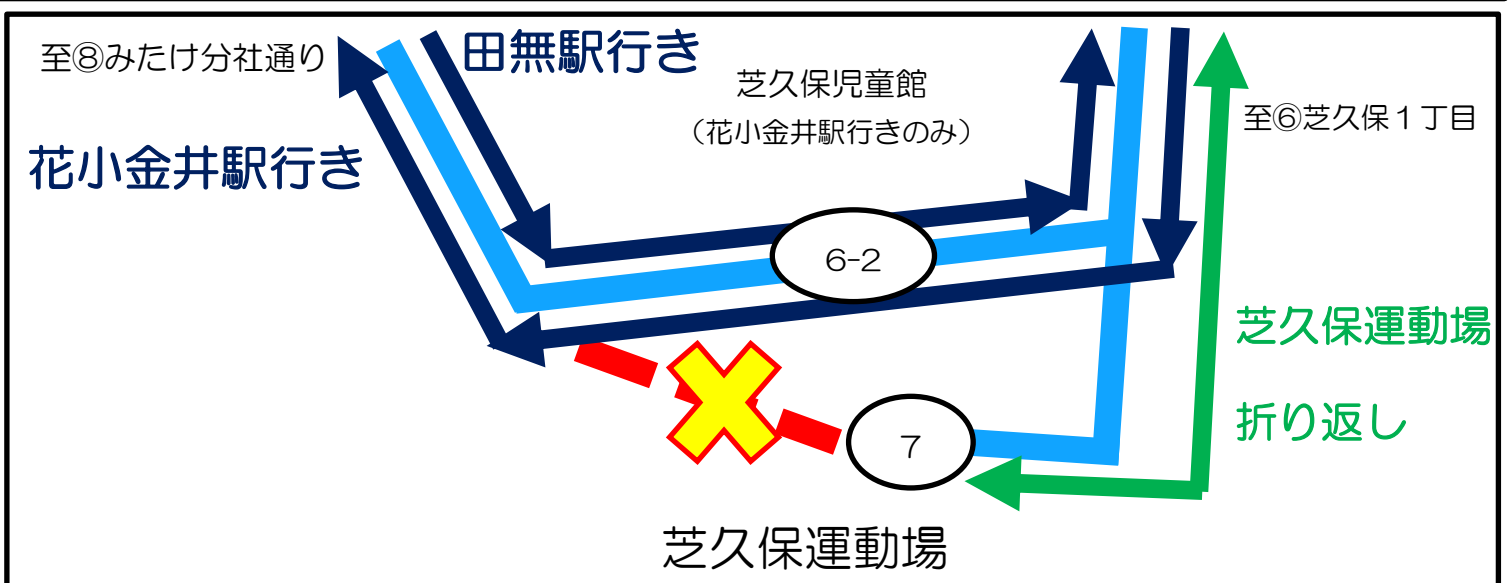 至⑧みたけ分社通り
田無駅行き
芝久保児童館
（花小金井駅行きのみ）
至⑥芝久保１丁目
花小金井駅行き
6-2
芝久保運動場
折り返し
7
芝久保運動場